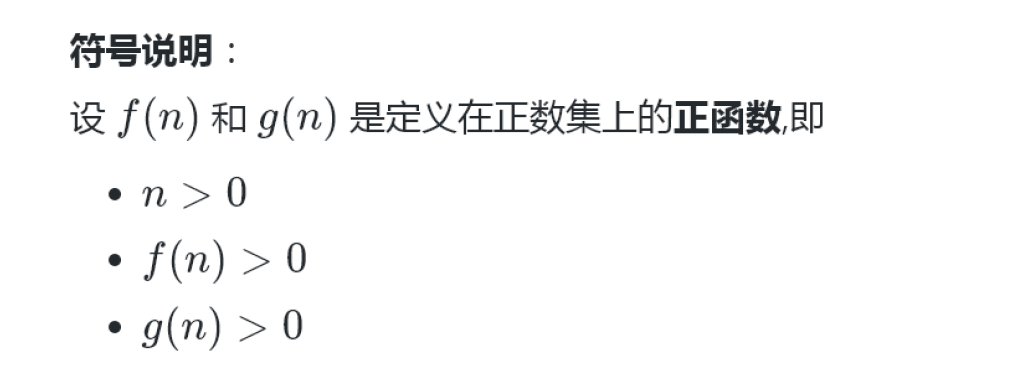 符号说明：
设 f(n) 和 g(n) 是定义在正数集上的正函数,即
• n > 0
• f(n) > 0
• g(n) > 0